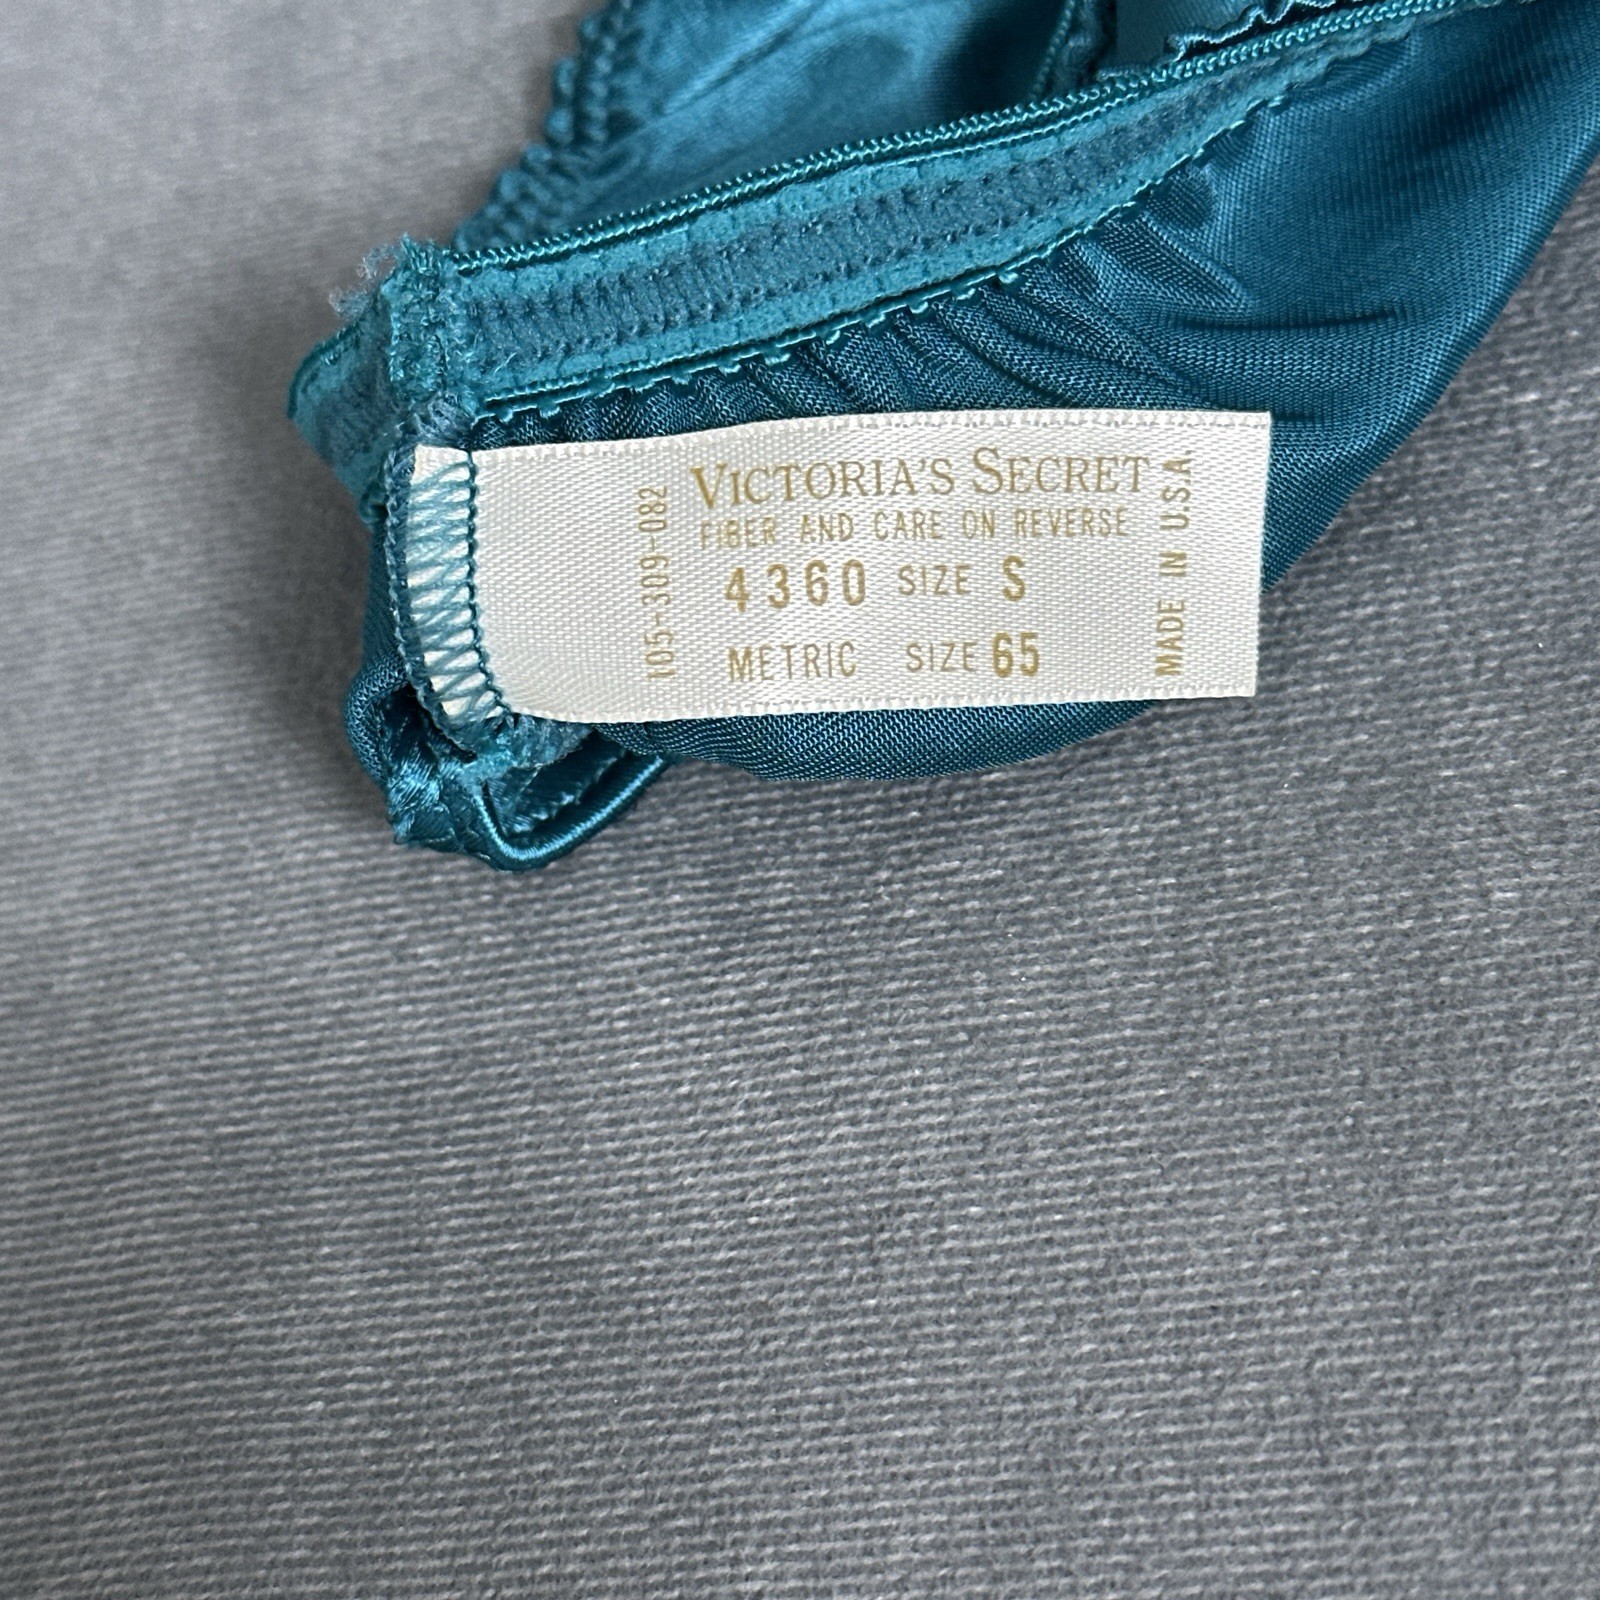 VICTORIA'S SECRET
FIBER AND CARE ON REVERSE
4360 SIZE S
METRIC SIZE 65
105-309-082
MADE IN U.S.A.